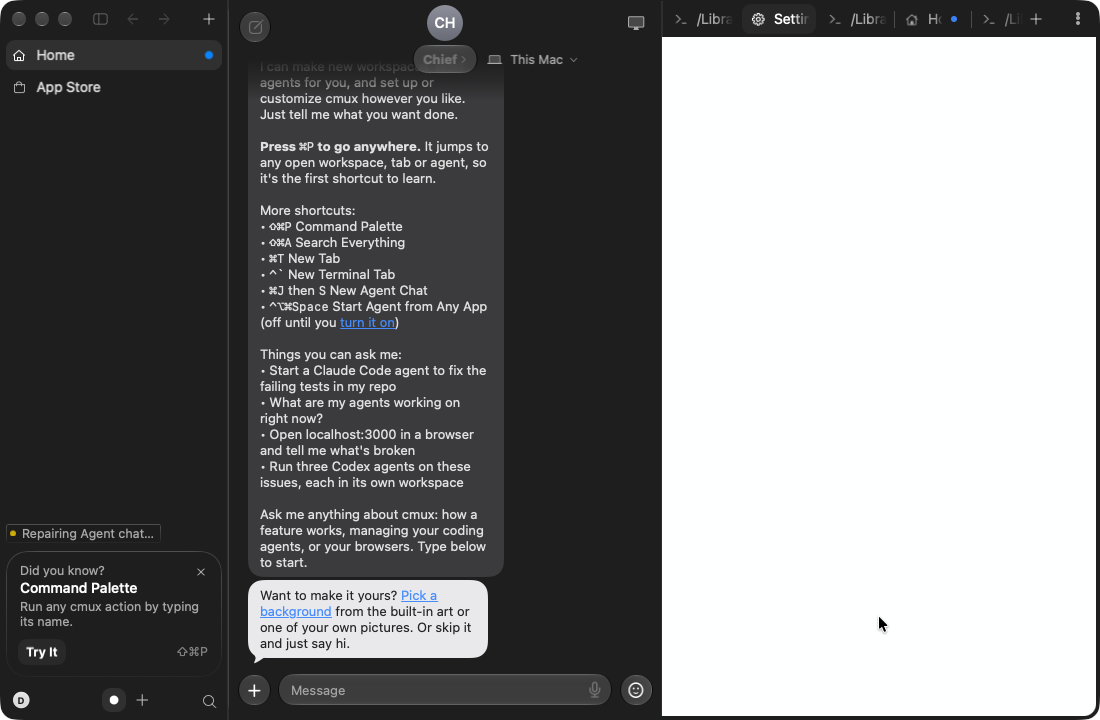 Home
App Store
Repairing Agent chat...
Did you know?
Command Palette
Run any cmux action by typing
its name.
Try It
⇧⌘P
D
CH
Chief
This Mac
I can make new workspac
agents for you, and set up or
customize cmux however you like.
Just tell me what you want done.
Press ⌘P to go anywhere. It jumps to
any open workspace, tab or agent, so
it's the first shortcut to learn.
More shortcuts:
• ⇧⌘P Command Palette
• ⇧⌘A Search Everything
• ⌘T New Tab
• ^` New Terminal Tab
• ⌘J then S New Agent Chat
• ^⌥⌘Space Start Agent from Any App
(off until you turn it on)
Things you can ask me:
• Start a Claude Code agent to fix the
failing tests in my repo
• What are my agents working on
right now?
• Open localhost:3000 in a browser
and tell me what's broken
• Run three Codex agents on these
issues, each in its own workspace
Ask me anything about cmux: how a
feature works, managing your coding
agents, or your browsers. Type below
to start.
Want to make it yours? Pick a
background from the built-in art or
one of your own pictures. Or skip it
and just say hi.
Message
/Libra
Settin
/Libra
Ho
/Li